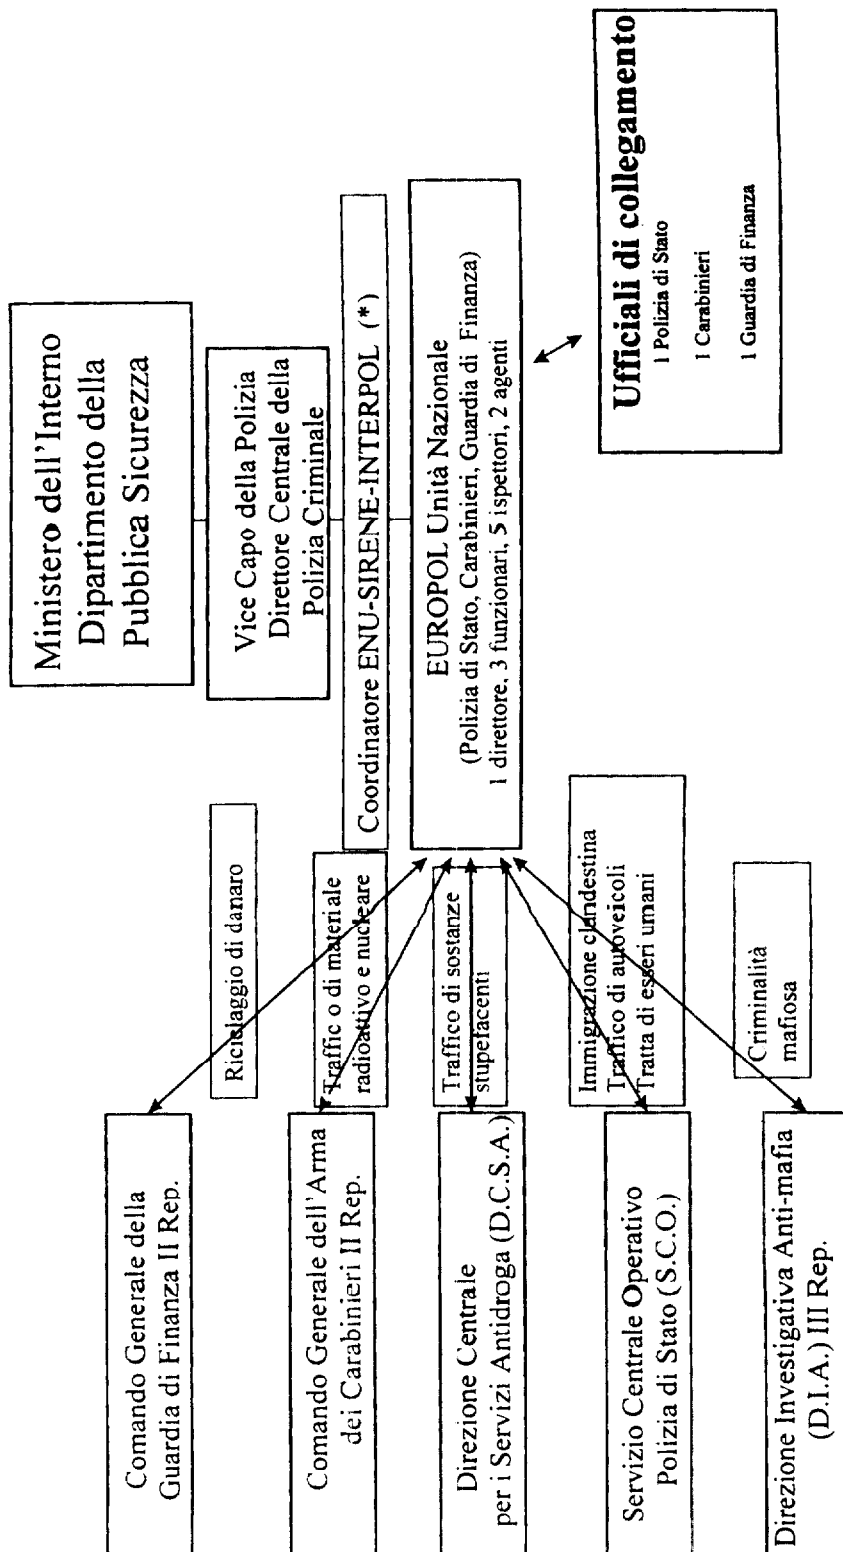 Ministero dell'Interno
Dipartimento della
Pubblica Sicurezza
Vice Capo della Polizia
Direttore Centrale della
Polizia Criminale
Coordinatore ENU-SIRENE-INTERPOL (*)
EUROPOL Unità Nazionale
(Polizia di Stato, Carabinieri, Guardia di Finanza)
1 direttore, 3 funzionari, 5 ispettori, 2 agenti
Ufficiali di collegamento
1 Polizia di Stato
1 Carabinieri
1 Guardia di Finanza
Riciclaggio di danaro
Traffic o di materiale
radioattivo e nucleare
Traffico di sostanze
stupefacenti
Immigrazione clandestina
Traffico di autoveicoli
Tratta di esseri umani
Criminalità
mafiosa
Comando Generale della
Guardia di Finanza II Rep.
Comando Generale dell'Arma
dei Carabinieri II Rep.
Direzione Centrale
per i Servizi Antidroga (D.C.S.A.)
Servizio Centrale Operativo
Polizia di Stato (S.C.O.)
Direzione Investigativa Anti-mafia
(D.I.A.) III Rep.